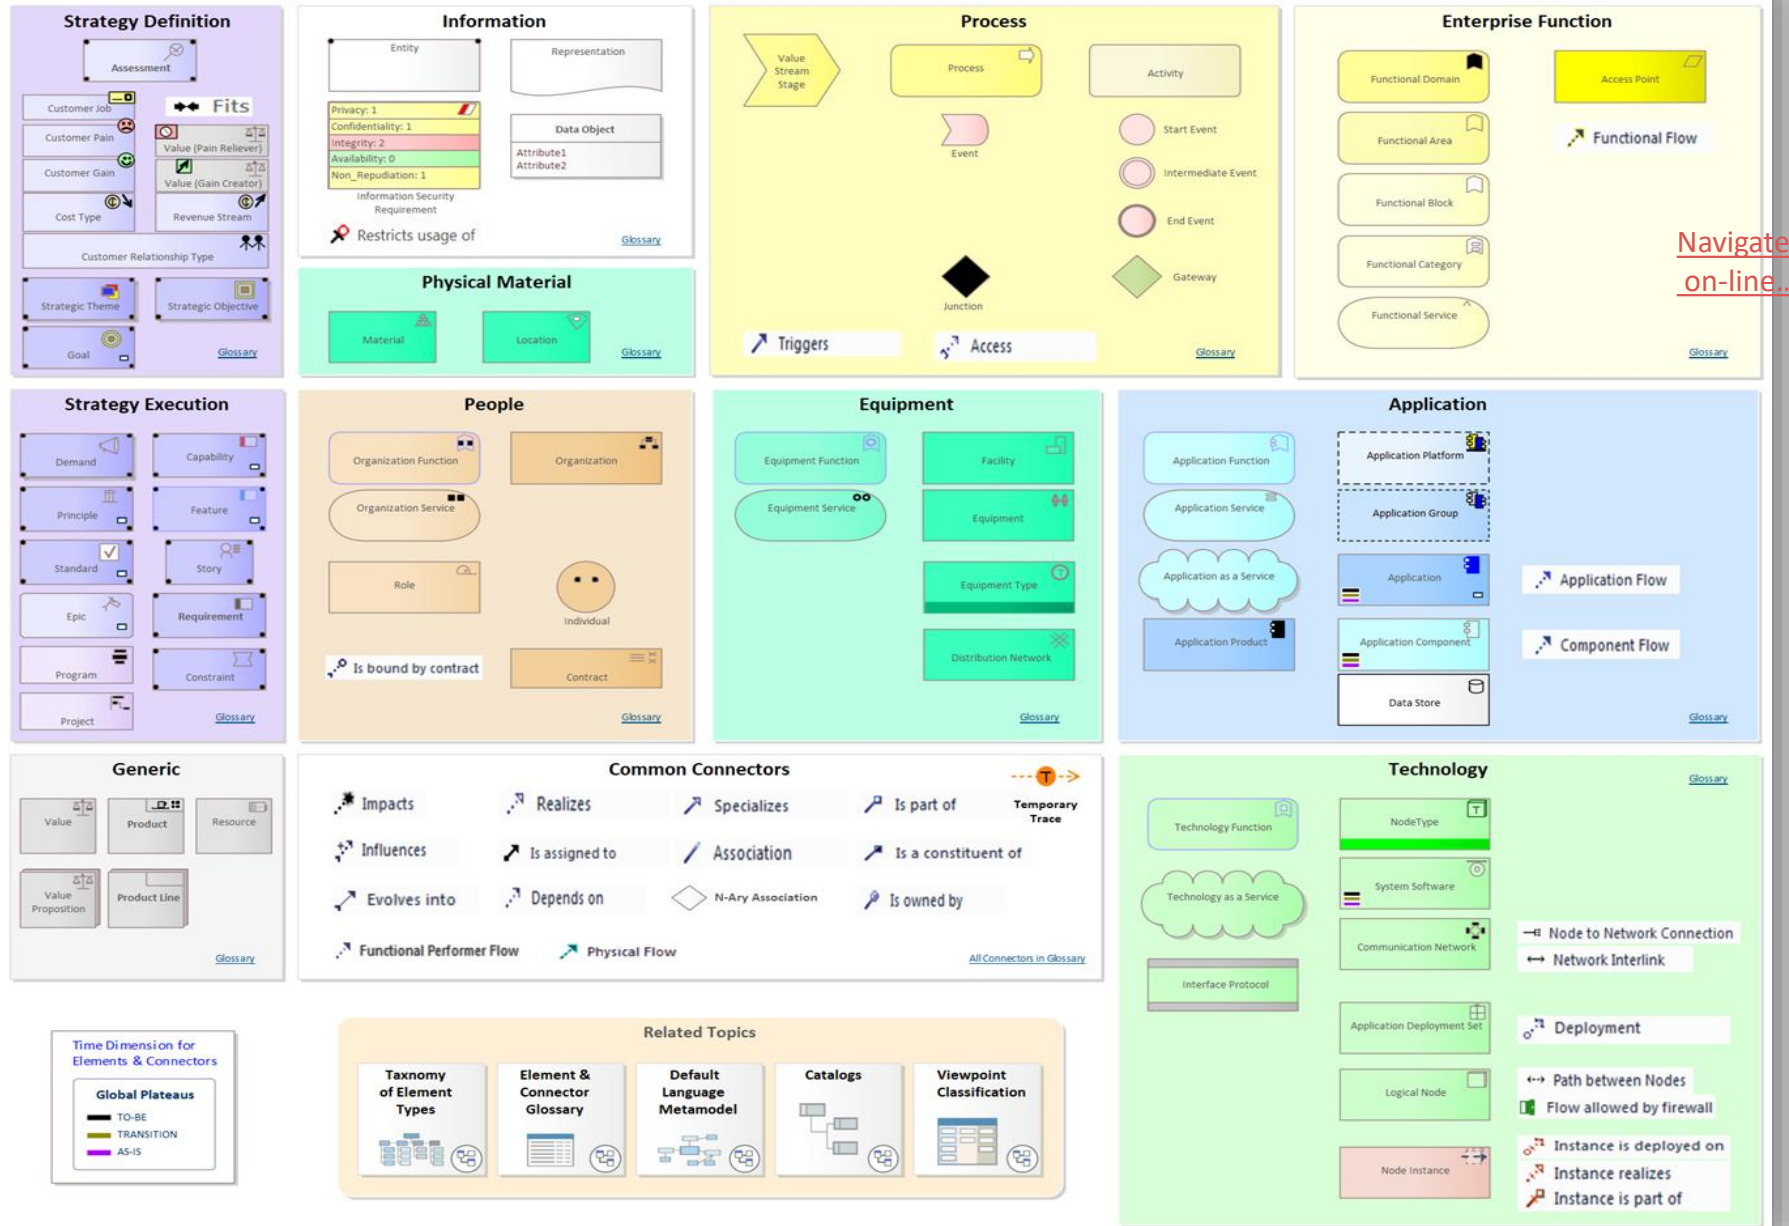 Strategy Definition
Assessment
Customer Job
Fits
Customer Pain
Value (Pain Reliever)
Customer Gain
Value (Gain Creator)
Cost Type
Revenue Stream
Customer Relationship Type
Strategic Theme
Strategic Objective
Goal
Glossary
Information
Entity
Representation
Privacy: 1
Confidentiality: 1
Integrity: 2
Availability: 0
Non_Repudiation: 1
Information Security
Requirement
Data Object
Attribute1
Attribute2
Restricts usage of
Glossary
Physical Material
Material
Location
Glossary
Process
Value
Stream
Stage
Process
Activity
Event
Start Event
Intermediate Event
End Event
Junction
Gateway
Triggers
Access
Glossary
Enterprise Function
Functional Domain
Access Point
Functional Area
Functional Flow
Functional Block
Functional Category
Functional Service
Glossary
Navigate
on-line..
Strategy Execution
Demand
Capability
Principle
Feature
Standard
Story
Epic
Requirement
Program
Constraint
Project
Glossary
People
Organization Function
Organization
Organization Service
Role
Individual
Is bound by contract
Contract
Glossary
Equipment
Equipment Function
Facility
Equipment Service
Equipment
Equipment Type
T
Distribution Network
Glossary
Application
Application Function
Application Platform
Application Service
Application Group
Application as a Service
Application
Application Flow
Application Product
Application Component
Component Flow
Data Store
Glossary
Generic
Value
Product
Resource
Value
Proposition
Product Line
Glossary
Common Connectors
T
Temporary
Trace
Impacts
Realizes
Specializes
Is part of
Influences
Is assigned to
Association
Is a constituent of
Evolves into
Depends on
N-Ary Association
Is owned by
Functional Performer Flow
Physical Flow
All Connectors in Glossary
Technology
Glossary
Technology Function
NodeType
T
Technology as a Service
System Software
Communication Network
Node to Network Connection
Network Interlink
Interface Protocol
Application Deployment Set
Deployment
Logical Node
Path between Nodes
Flow allowed by firewall
Node Instance
Instance is deployed on
Instance realizes
Instance is part of
Time Dimension for
Elements & Connectors
Global Plateaus
TO-BE
TRANSITION
AS-IS
Related Topics
Taxnomy
of Element
Types
Element &
Connector
Glossary
Default
Language
Metamodel
Catalogs
Viewpoint
Classification